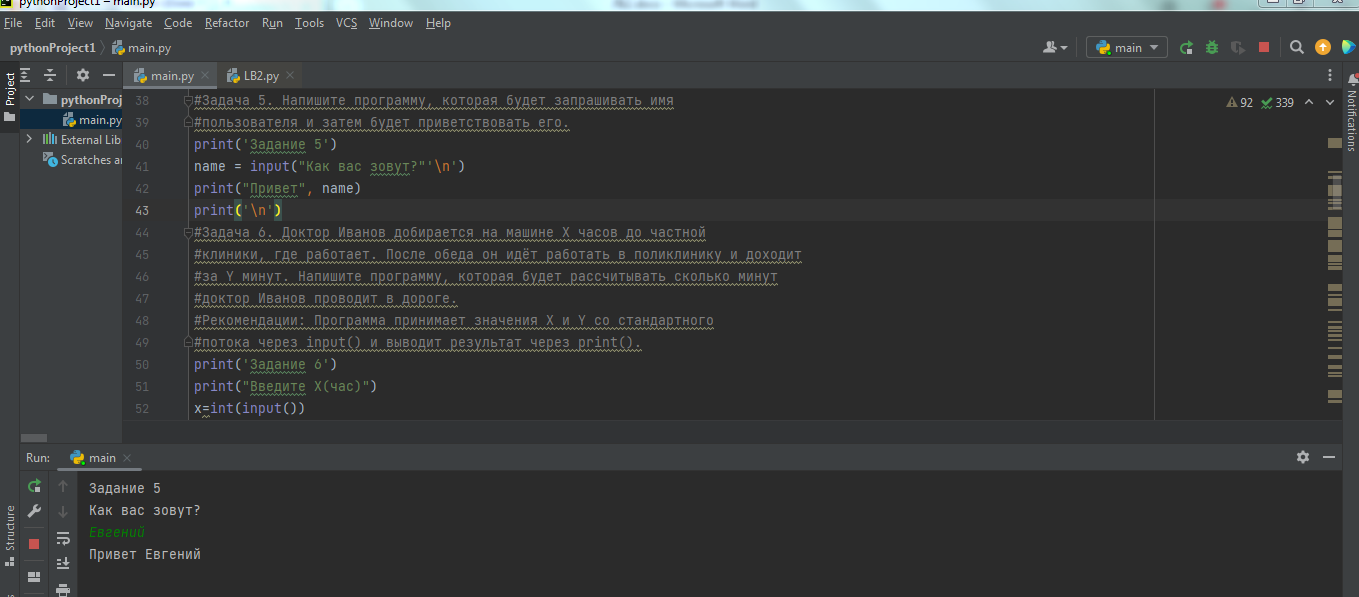 pythonProject1 – main.py
File Edit View Navigate Code Refactor Run Tools VCS Window Help
pythonProject1 main.py
main
Project
main.py
LB2.py
pythonProj
main.py
External Lib
Scratches a
38 #Задача 5. Напишите программу, которая будет запрашивать имя
92 339
39 #пользователя и затем будет приветствовать его.
40 print('Задание 5')
41 name = input("Как вас зовут?"'\n')
42 print("Привет", name)
43 print('\n')
44 #Задача 6. Доктор Иванов добирается на машине X часов до частной
45 #клиники, где работает. После обеда он идёт работать в поликлинику и доходит
46 #за Y минут. Напишите программу, которая будет рассчитывать сколько минут
47 #доктор Иванов проводит в дороге.
48 #Рекомендации: Программа принимает значения X и Y со стандартного
49 #потока через input() и выводит результат через print().
50 print('Задание 6')
51 print("Введите X(час)")
52 x=int(input())
Notifications
Run: main
Structure
Задание 5
Как вас зовут?
Евгений
Привет Евгений